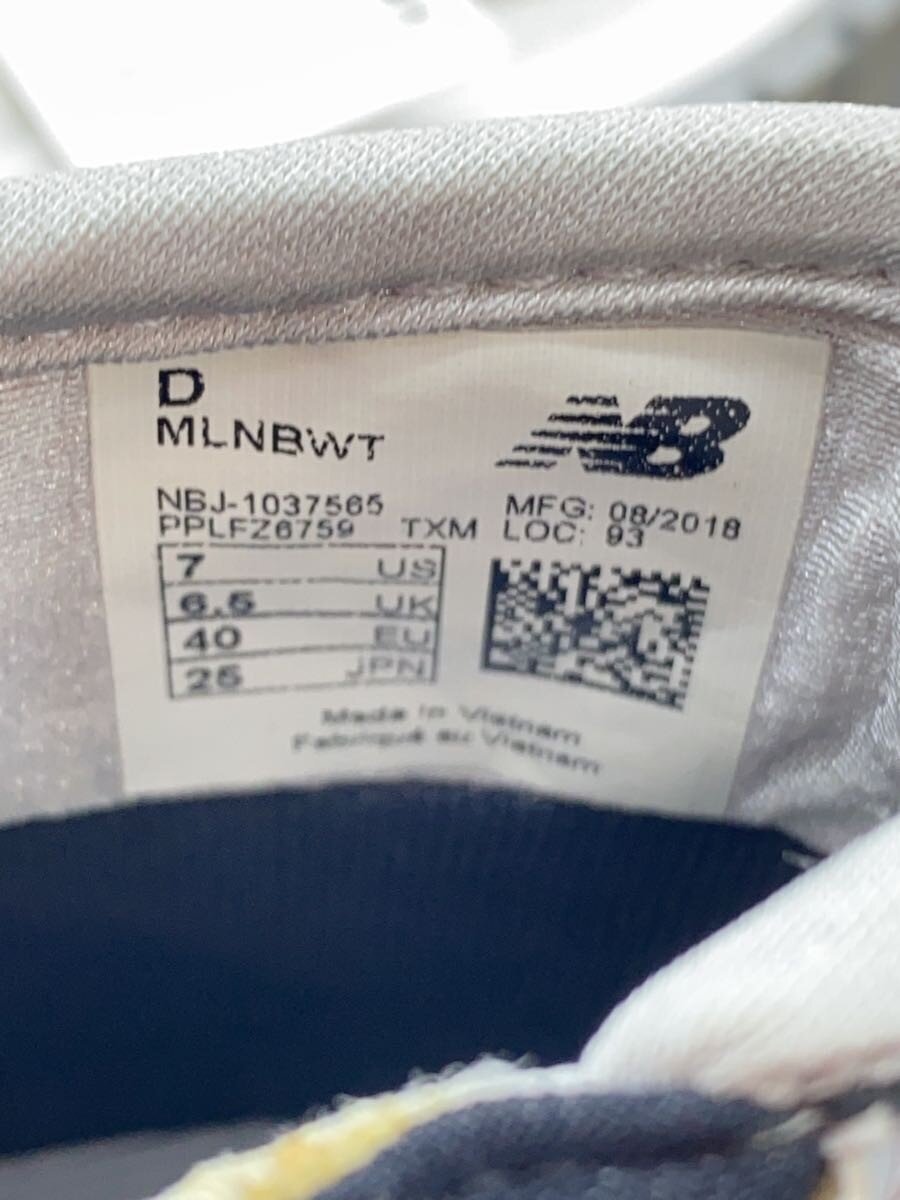 D
MLNBWT
NBJ-1037565
PPLFZ6759 TXM
MFG: 08/2018
LOC: 93
7 US
6.5 UK
40 EU
25 JPN
Made in Vietnam
Fabriqué au Vietnam
NB